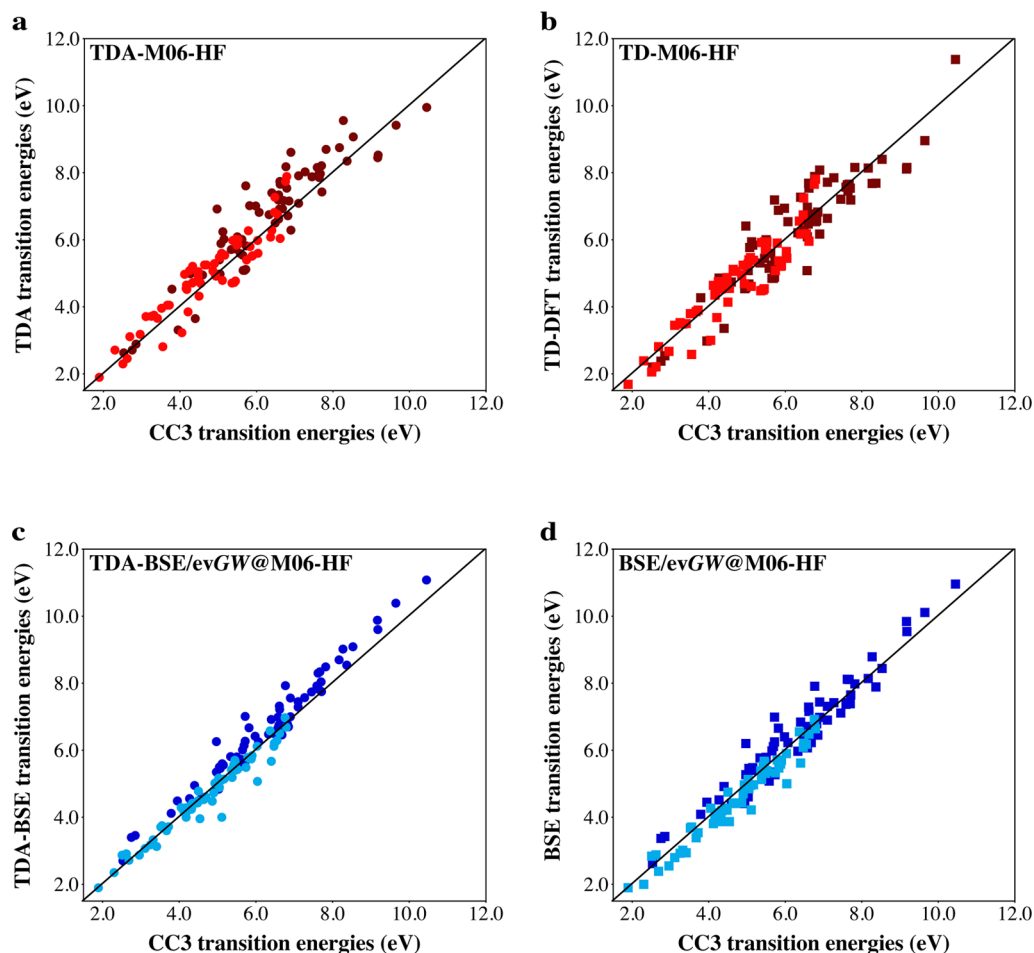 a
TDA-M06-HF
12.0
10.0
8.0
6.0
4.0
2.0
TDA transition energies (eV)
2.0 4.0 6.0 8.0 10.0 12.0
CC3 transition energies (eV)
b
TD-M06-HF
12.0
10.0
8.0
6.0
4.0
2.0
TD-DFT transition energies (eV)
2.0 4.0 6.0 8.0 10.0 12.0
CC3 transition energies (eV)
c
TDA-BSE/evGW@M06-HF
12.0
10.0
8.0
6.0
4.0
2.0
TDA-BSE transition energies (eV)
2.0 4.0 6.0 8.0 10.0 12.0
CC3 transition energies (eV)
d
BSE/evGW@M06-HF
12.0
10.0
8.0
6.0
4.0
2.0
BSE transition energies (eV)
2.0 4.0 6.0 8.0 10.0 12.0
CC3 transition energies (eV)